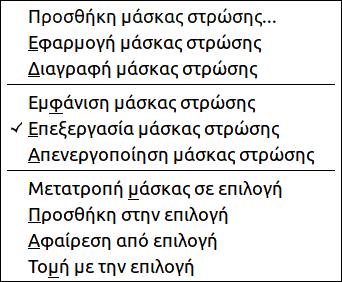 Προσθήκη μάσκας στρώσης...
Εφαρμογή μάσκας στρώσης
Διαγραφή μάσκας στρώσης
Εμφάνιση μάσκας στρώσης
Επεξεργασία μάσκας στρώσης
Απενεργοποίηση μάσκας στρώσης
Μετατροπή μάσκας σε επιλογή
Προσθήκη στην επιλογή
Αφαίρεση από επιλογή
Τομή με την επιλογή